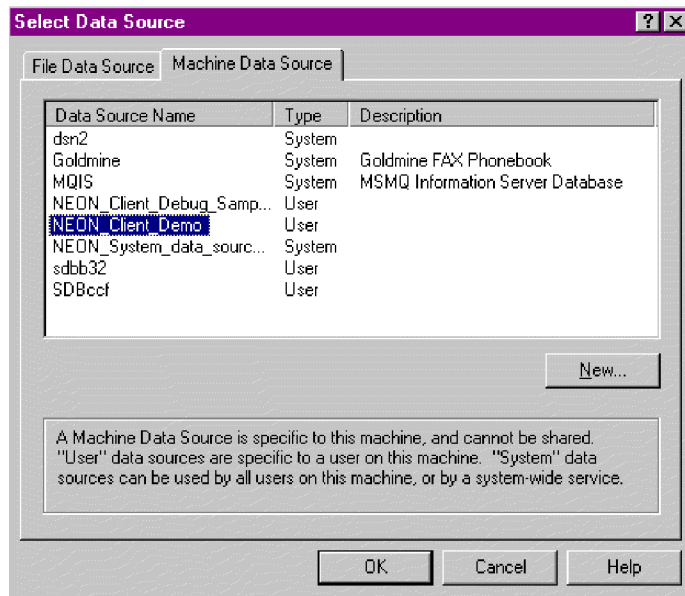 Select Data Source
? ×
File Data Source Machine Data Source
Data Source Name Type Description
dsn2 System
Goldmine System Goldmine FAX Phonebook
MQIS System MSMQ Information Server Database
NEON_Client_Debug_Samp... User
NEON_Client_Demo User
NEON_System_data_sourc... System
sdbb32 User
SDBccf User
New...
A Machine Data Source is specific to this machine, and cannot be shared.
"User" data sources are specific to a user on this machine. "System" data
sources can be used by all users on this machine, or by a system-wide service.
OK Cancel Help